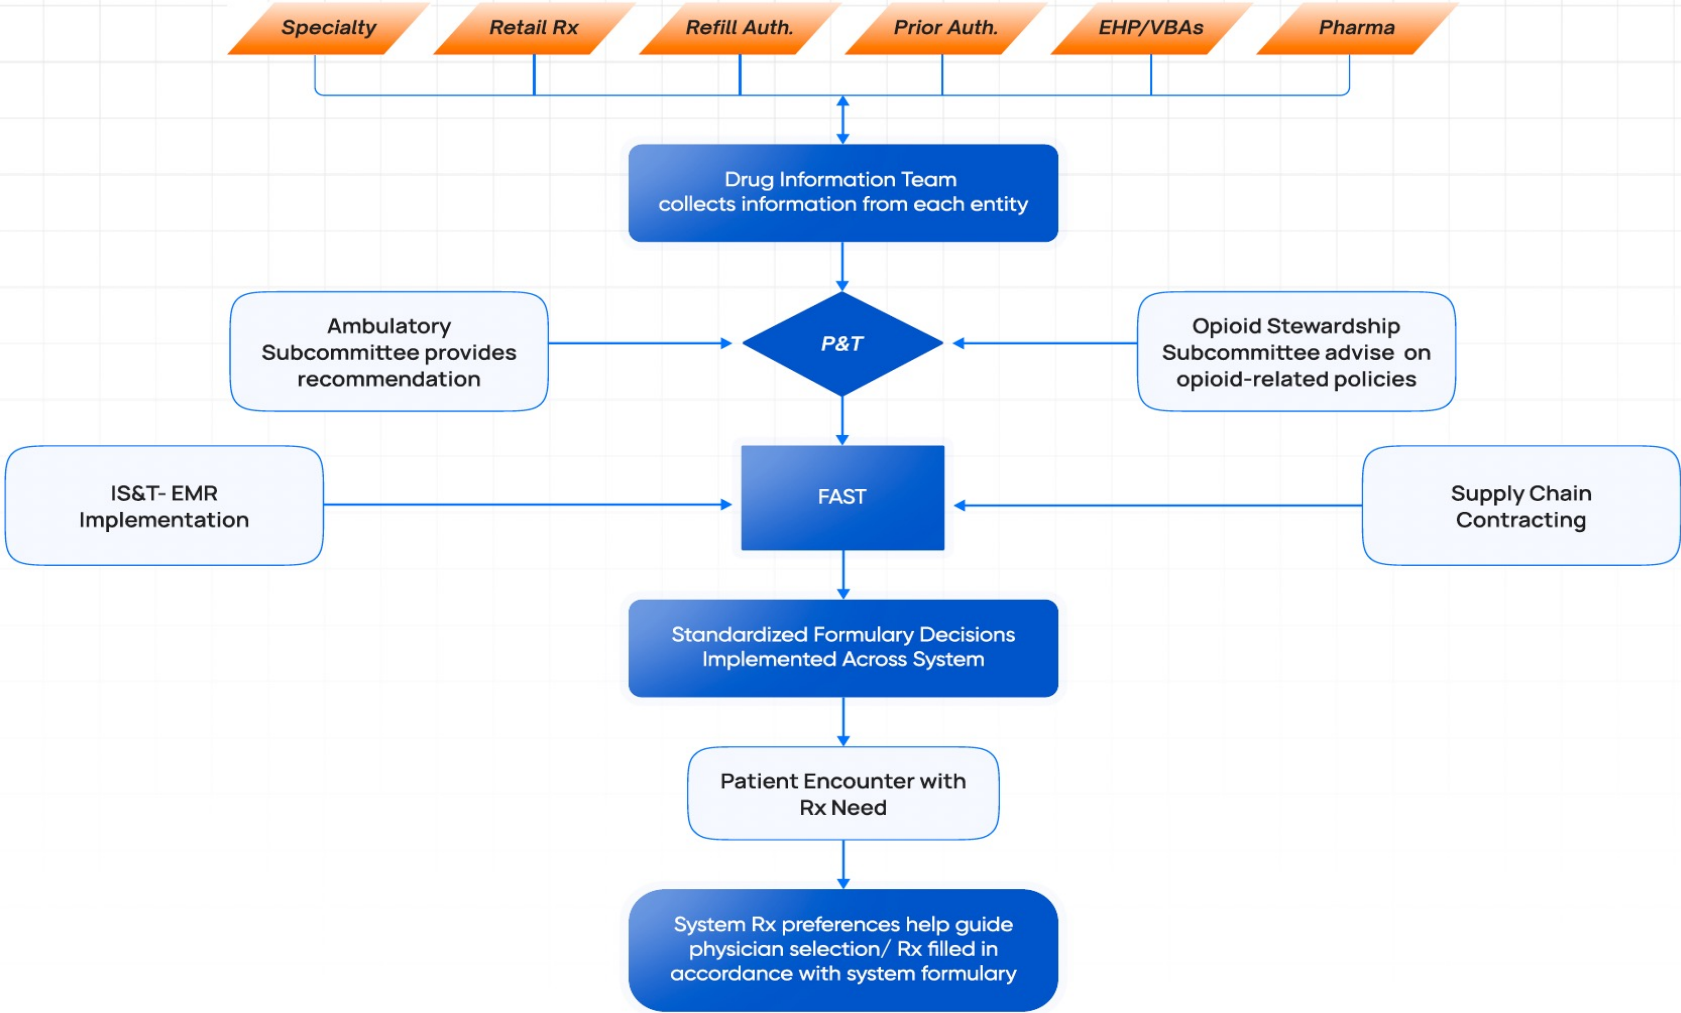 Specialty
Retail Rx
Refill Auth.
Prior Auth.
EHP/VBAs
Pharma
Drug Information Team
collects information from each entity
Ambulatory
Subcommittee provides
recommendation
P&T
Opioid Stewardship
Subcommittee advise on
opioid-related policies
IS&T- EMR
Implementation
FAST
Supply Chain
Contracting
Standardized Formulary Decisions
Implemented Across System
Patient Encounter with
Rx Need
System Rx preferences help guide
physician selection/ Rx filled in
accordance with system formulary